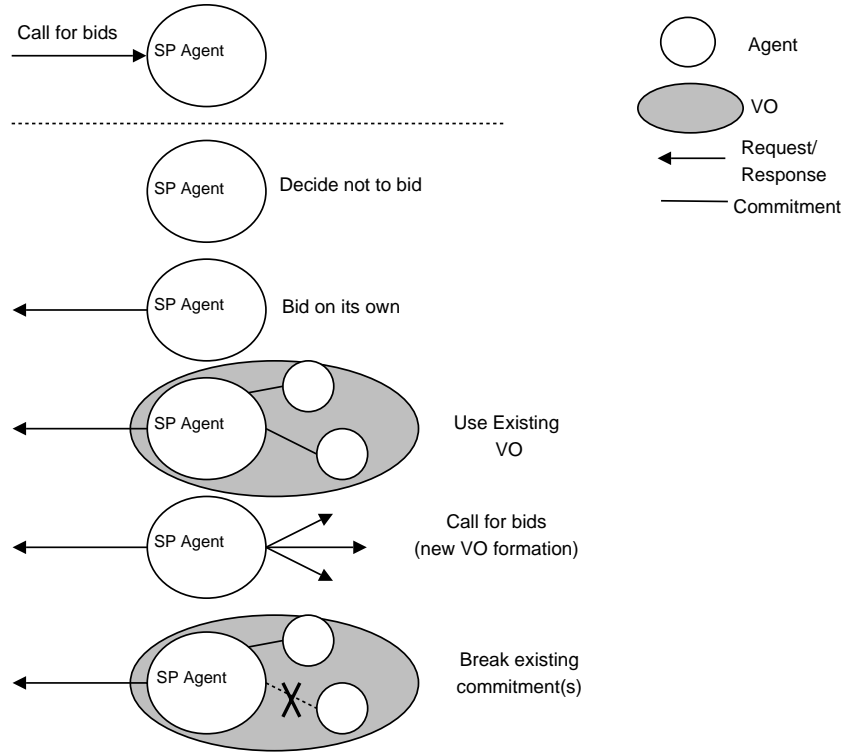 Call for bids
SP Agent
Agent
VO
Request/
Response
Commitment
SP Agent
Decide not to bid
SP Agent
Bid on its own
SP Agent
Use Existing
VO
SP Agent
Call for bids
(new VO formation)
SP Agent
Break existing
commitment(s)